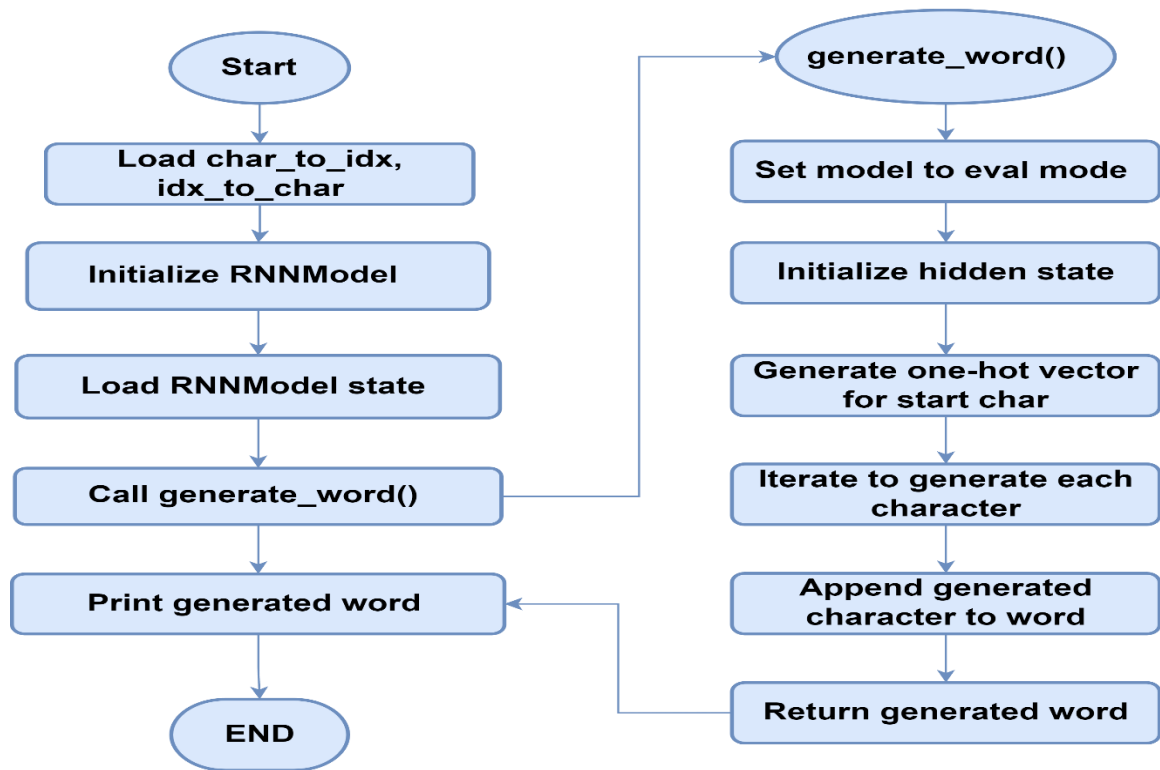 Start
Load char_to_idx,
idx_to_char
Initialize RNNModel
Load RNNModel state
Call generate_word()
Print generated word
END
generate_word()
Set model to eval mode
Initialize hidden state
Generate one-hot vector
for start char
Iterate to generate each
character
Append generated
character to word
Return generated word